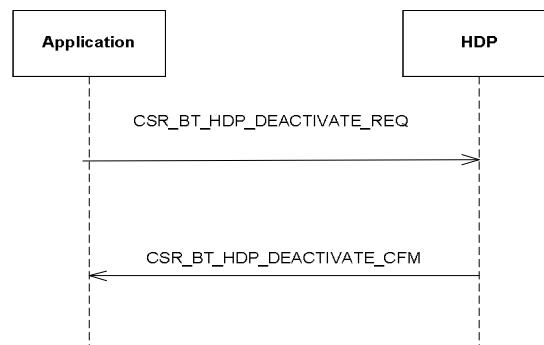 Application
HDP
CSR_BT_HDP_DEACTIVATE_REQ
CSR_BT_HDP_DEACTIVATE_CFM